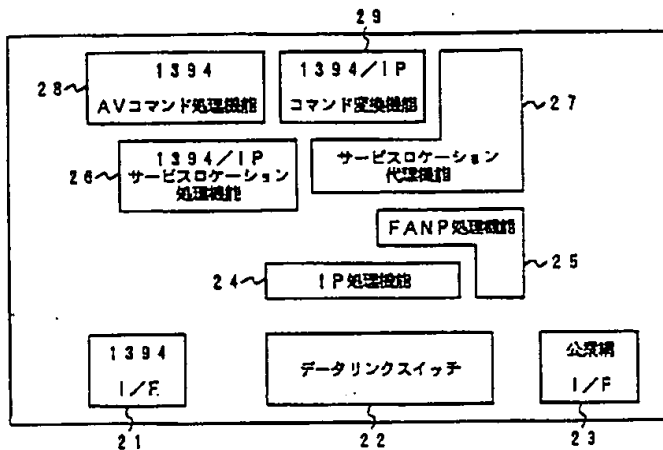 29
1394
AVコマンド処理機能
28
1394/IP
コマンド変換機能
27
サービスロケーション
代理機能
1394/IP
サービスロケーション
処理機能
26
FANP処理機能
25
24
IP処理機能
1394
I/F
データリンクスイッチ
公衆網
I/F
21
22
23